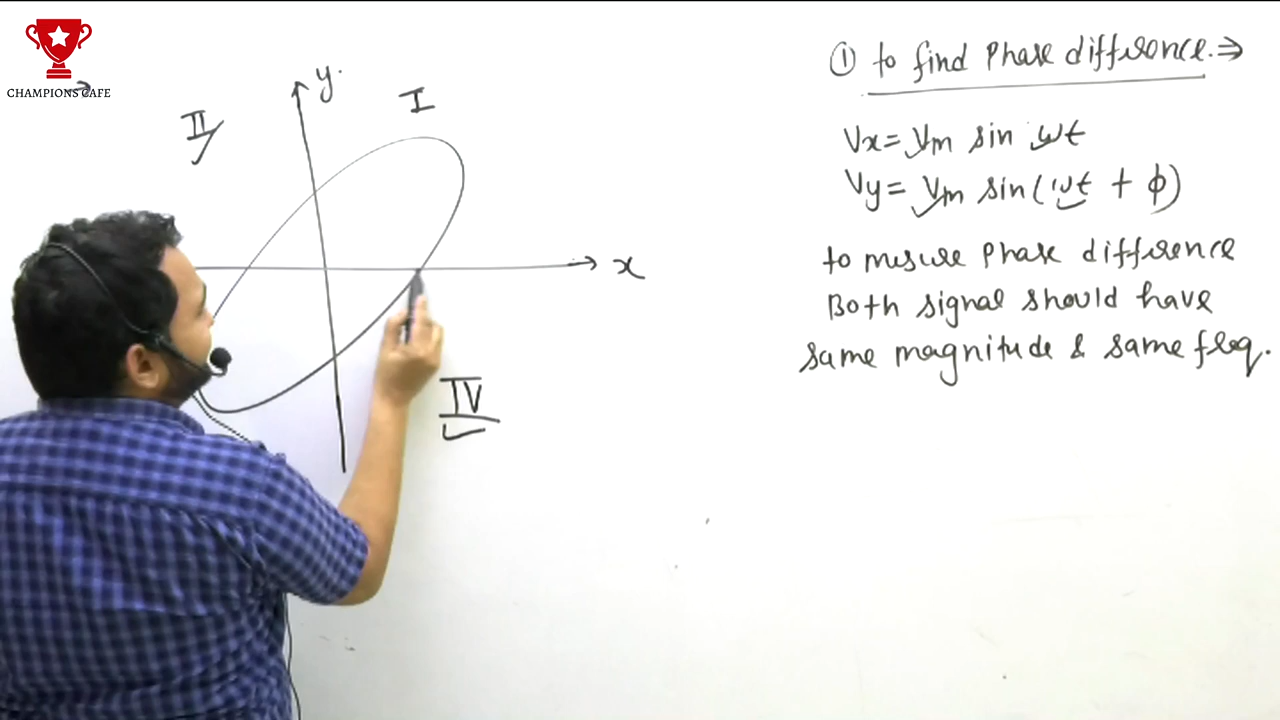 CHAMPIONS CAFE
y.
I
II
x
IV
① to find Phase difference.⇒
Vx = Vm sin ωt
Vy = Vm sin(ωt + ϕ)
to mesure Phase difference
Both signal should have
same magnitude & same freq.